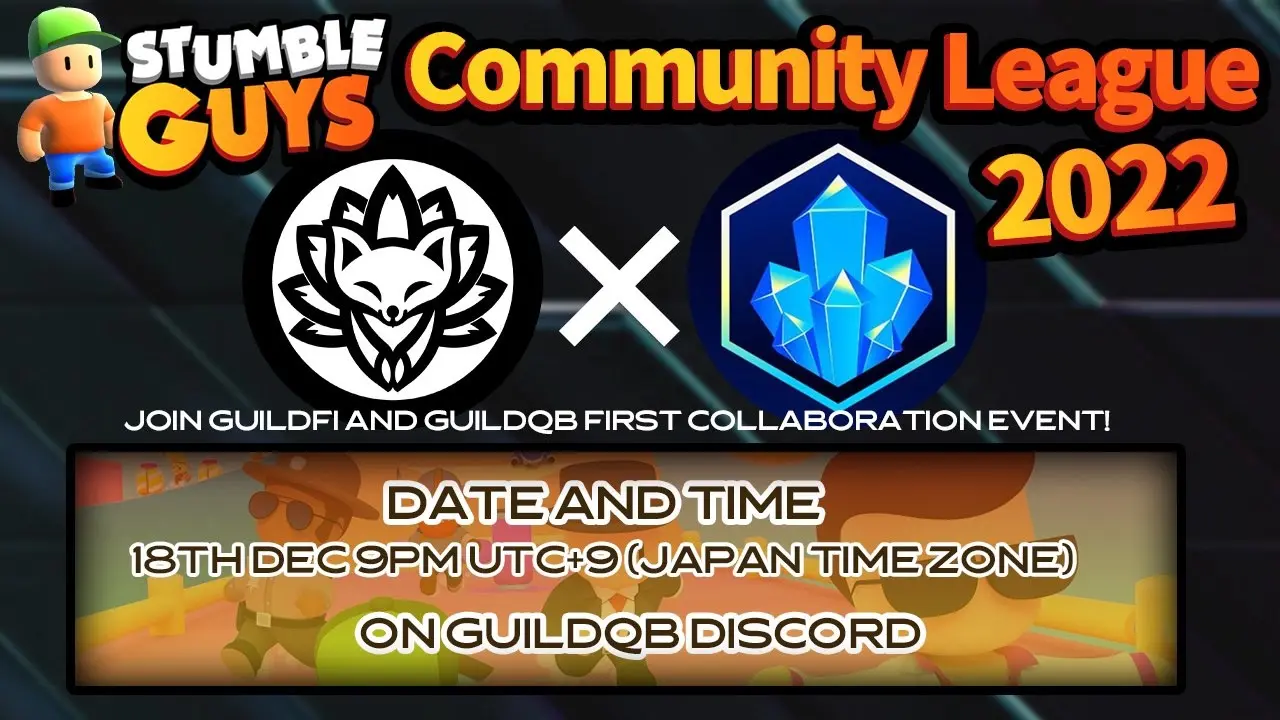 STUMBLE
GUYS
Community League
2022
JOIN GUILDFI AND GUILDQB FIRST COLLABORATION EVENT!
DATE AND TIME
18TH DEC 9PM UTC+9 (JAPAN TIME ZONE)
ON GUILDQB DISCORD